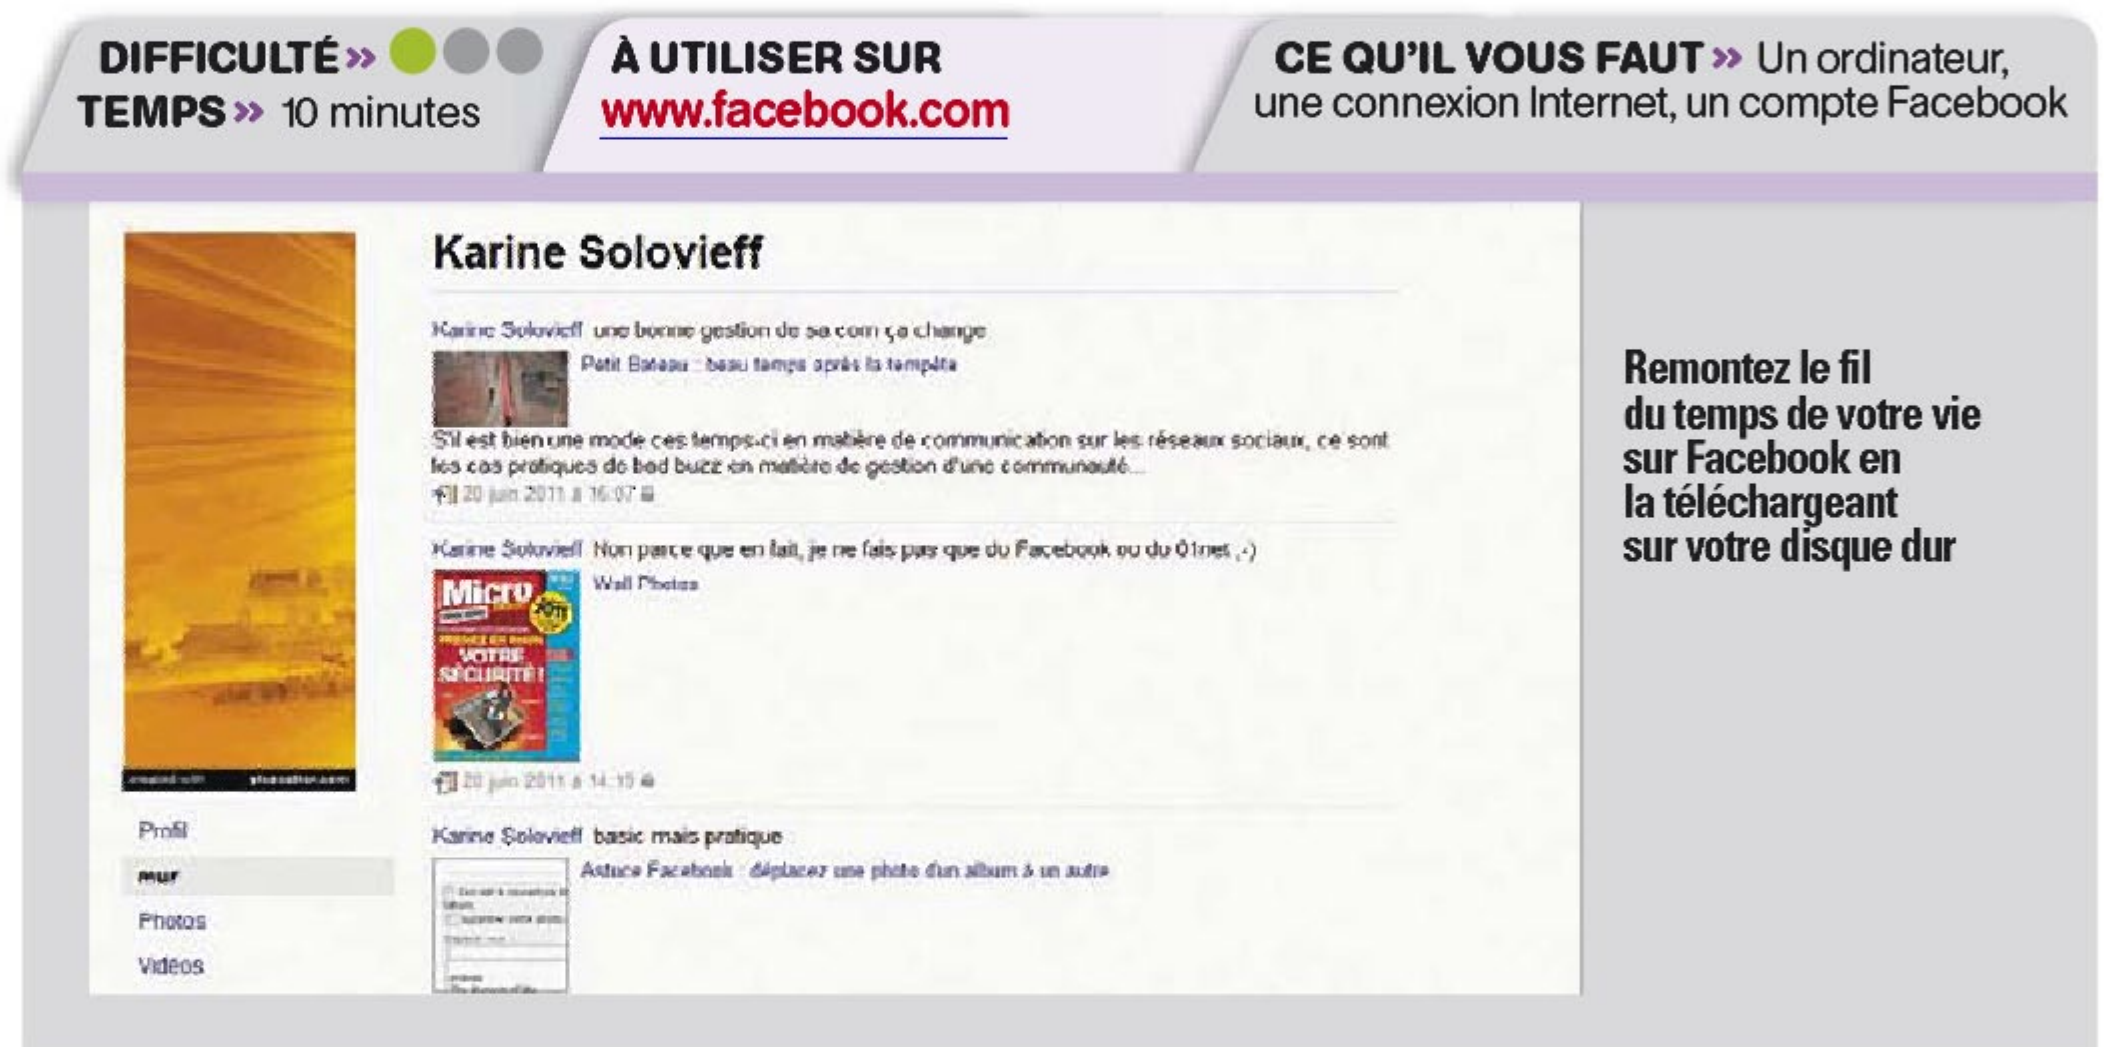 DIFFICULTÉ»
TEMPS» 10 minutes
À UTILISER SUR
www.facebook.com
CE QU'IL VOUS FAUT» Un ordinateur,
une connexion Internet, un compte Facebook
Karine Solovieff
Karine Solovieff une bonne gestion de sa com ça change
Petit Bateau : beau temps après la tempête
S'il est bien une mode ces temps-ci en matière de communication sur les réseaux sociaux, ce sont
les cas pratiques de bad buzz en matière de gestion d'une communauté...
20 juin 2011 à 16:07
Karine Solovieff Non parce que en fait, je ne fais pas que du Facebook ou du 01net ;-)
Wall Photos
Micro
VOTRE
SÉCURITÉ !
20 juin 2011 à
Karine Solovieff basic mais pratique
Astuce Facebook : déplacez une photo d'un album à un autre
Profil
mur
Photos
Vidéos
Remontez le fil
du temps de votre vie
sur Facebook en
la téléchargeant
sur votre disque dur